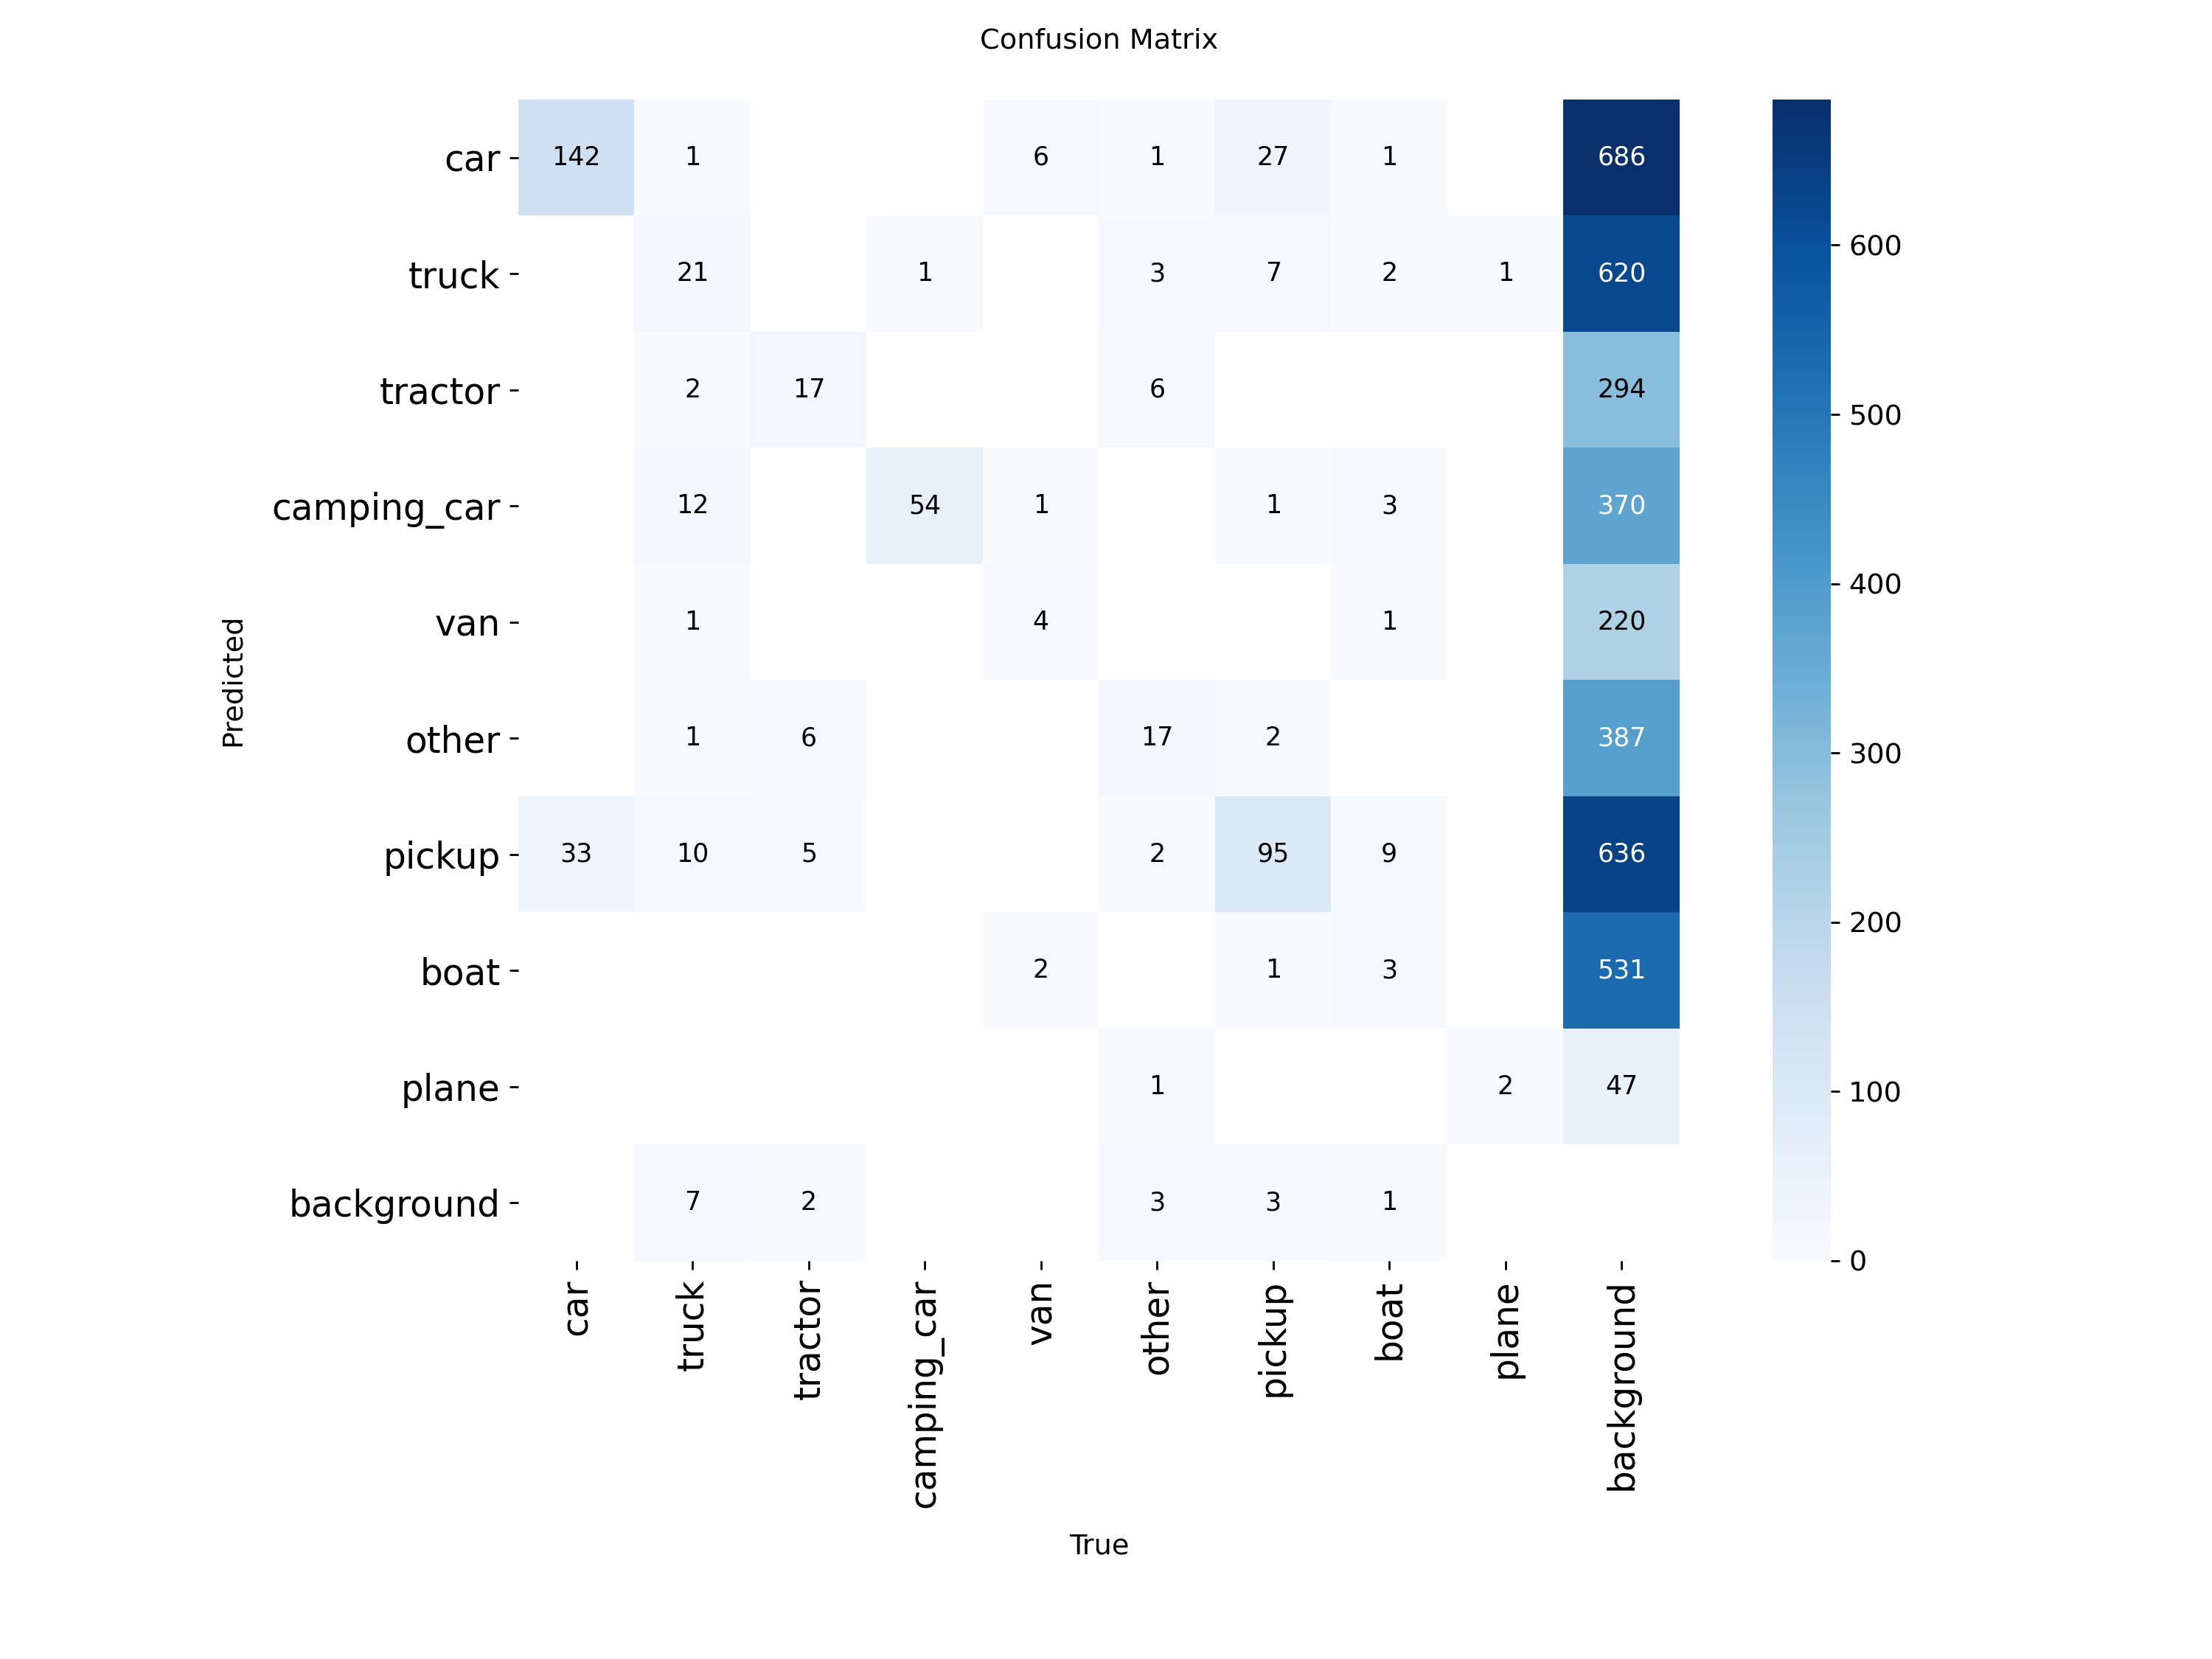 Confusion Matrix
car 142 1 6 1 27 1 686
truck 21 1 3 7 2 1 620
tractor 2 17 6 294
camping_car 12 54 1 1 3 370
van 1 4 1 220
other 1 6 17 2 387
pickup 33 10 5 2 95 9 636
boat 2 1 3 531
plane 1 2 47
background 7 2 3 3 1
Predicted
car truck tractor camping_car van other pickup boat plane background
True
600
500
400
300
200
100
0